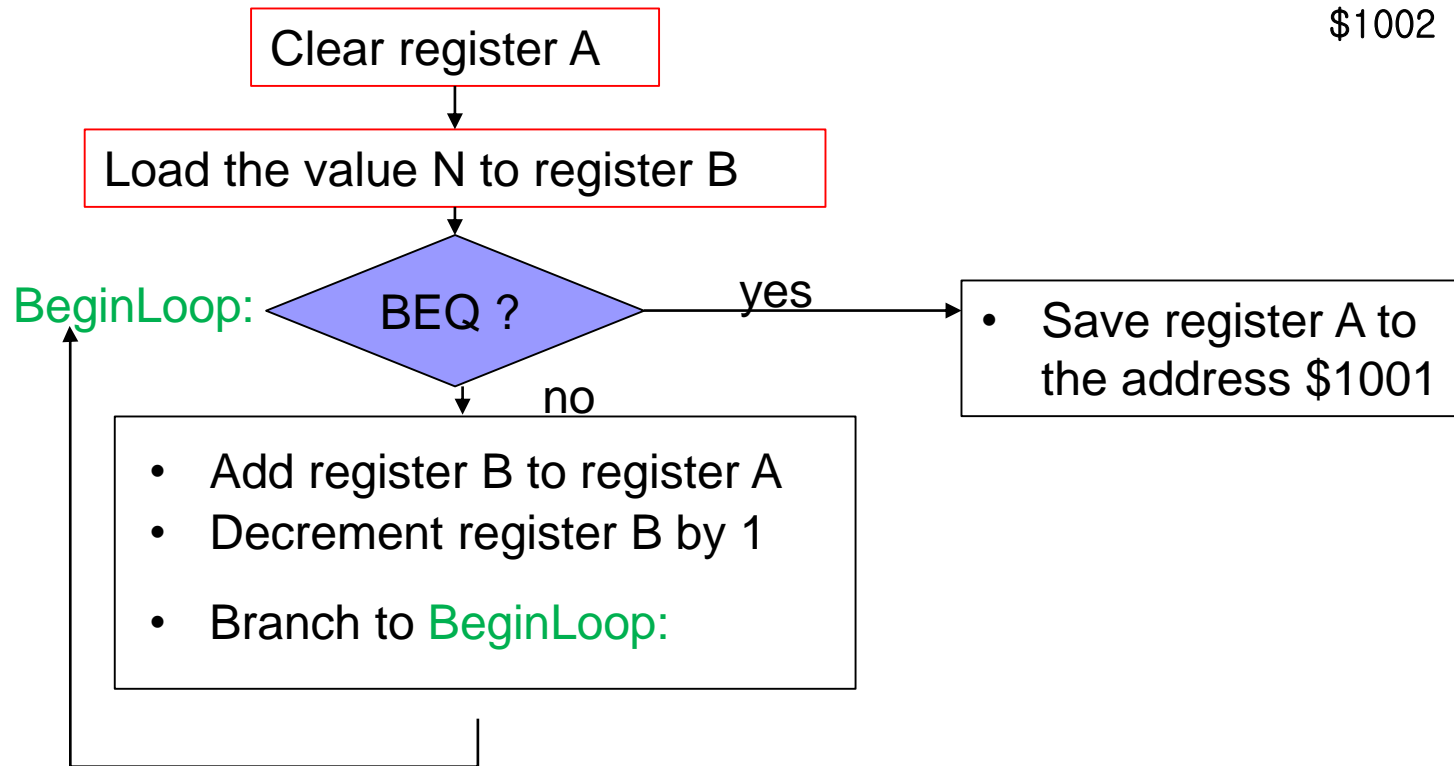 $1002
Clear register A
Load the value N to register B
BeginLoop:
BEQ ?
yes
• Save register A to
the address $1001
no
• Add register B to register A
• Decrement register B by 1
• Branch to BeginLoop: